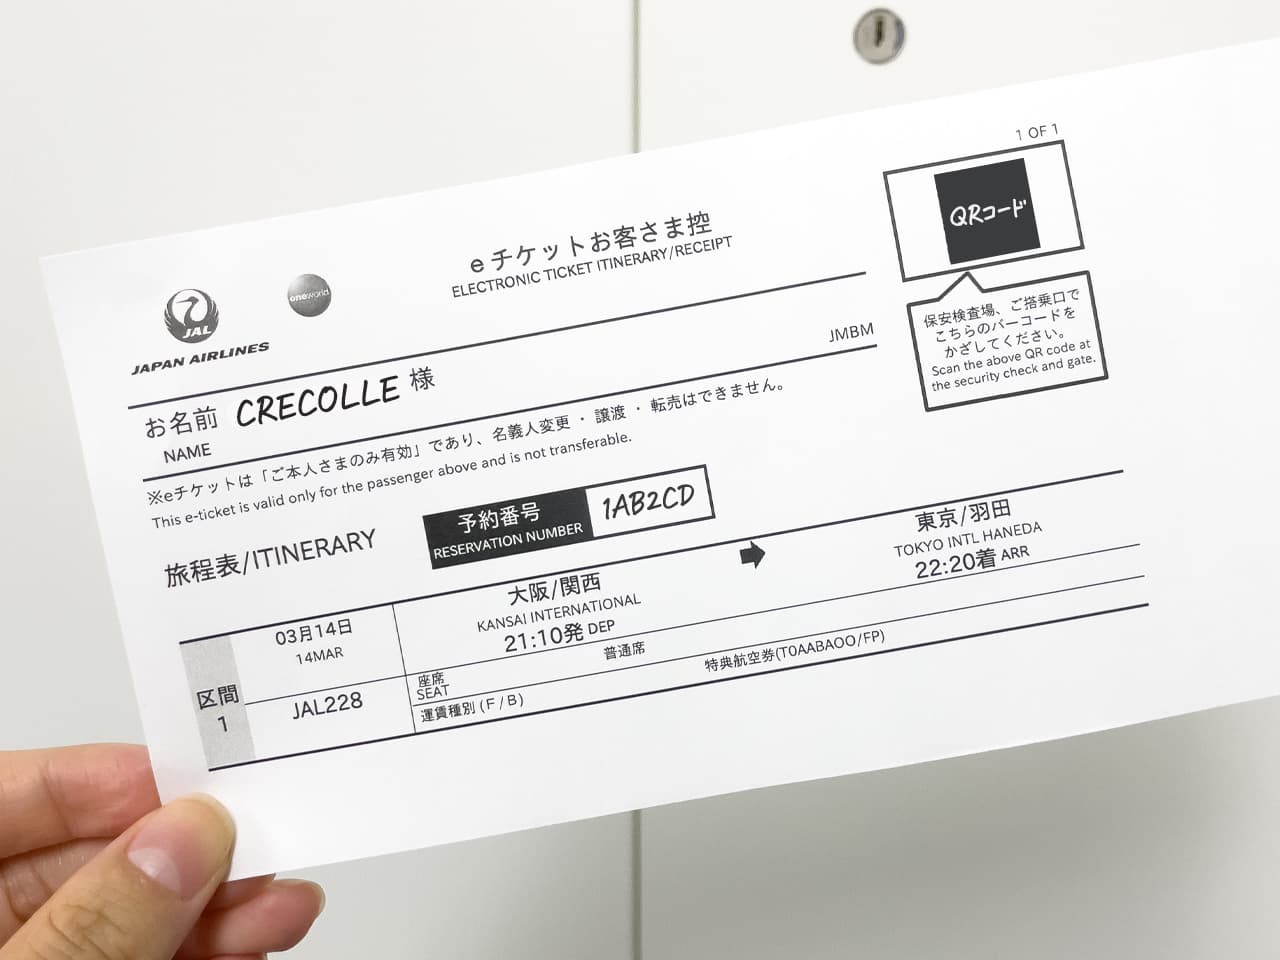 1 OF 1
QRコード
eチケットお客さま控
ELECTRONIC TICKET ITINERARY/RECEIPT
JAL
JAPAN AIRLINES
oneworld
保安検査場、ご搭乗口で
こちらのバーコードを
かざしてください。
Scan the above QR code at
the security check and gate.
お名前 CRECOLLE 様
NAME
JMBM
※eチケットは「ご本人さまのみ有効」であり、名義人変更・譲渡・転売はできません。
This e-ticket is valid only for the passenger above and is not transferable.
旅程表/ITINERARY
予約番号
RESERVATION NUMBER
1AB2CD
区間
1
03月14日
14MAR
JAL228
大阪/関西
KANSAI INTERNATIONAL
21:10発 DEP
東京/羽田
TOKYO INTL HANEDA
22:20着 ARR
座席
SEAT
普通席
運賃種別 (F/B)
特典航空券(T0AABAOO/FP)